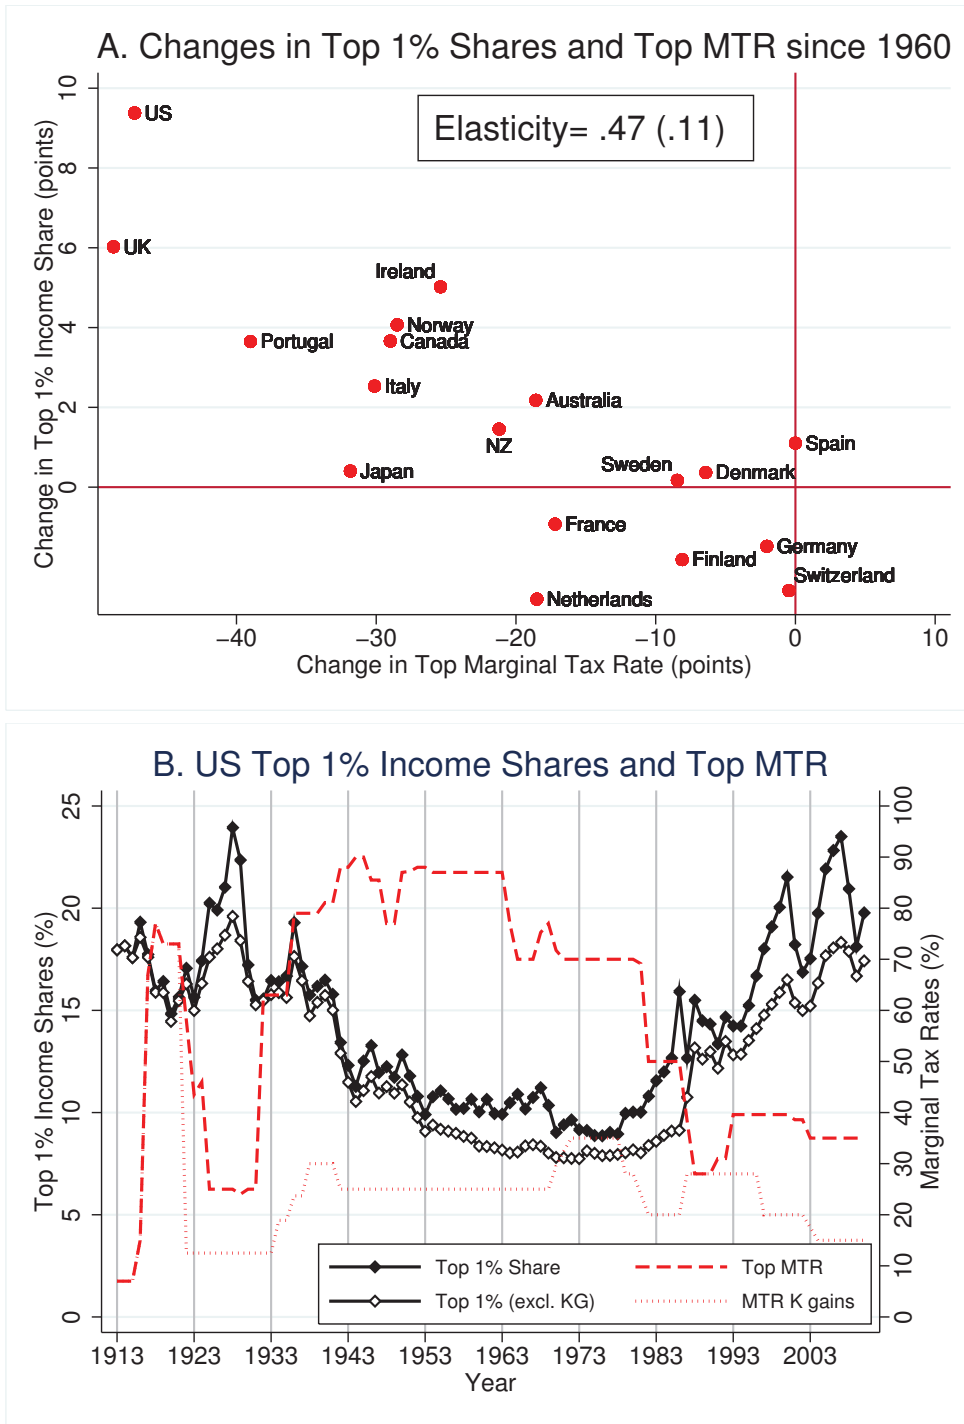 A. Changes in Top 1% Shares and Top MTR since 1960
Change in Top 1% Income Share (points)
10
8
6
4
2
0
Elasticity= .47 (.11)
US
UK
Ireland
Norway
Portugal
Canada
Italy
Australia
NZ
Spain
Sweden
Japan
Denmark
France
Germany
Finland
Switzerland
Netherlands
−40
−30
−20
−10
0
10
Change in Top Marginal Tax Rate (points)
B. US Top 1% Income Shares and Top MTR
Top 1% Income Shares (%)
25
20
15
10
5
0
Marginal Tax Rates (%)
100
90
80
70
60
50
40
30
20
10
0
Top 1% Share
Top MTR
Top 1% (excl. KG)
MTR K gains
1913
1923
1933
1943
1953
1963
1973
1983
1993
2003
Year